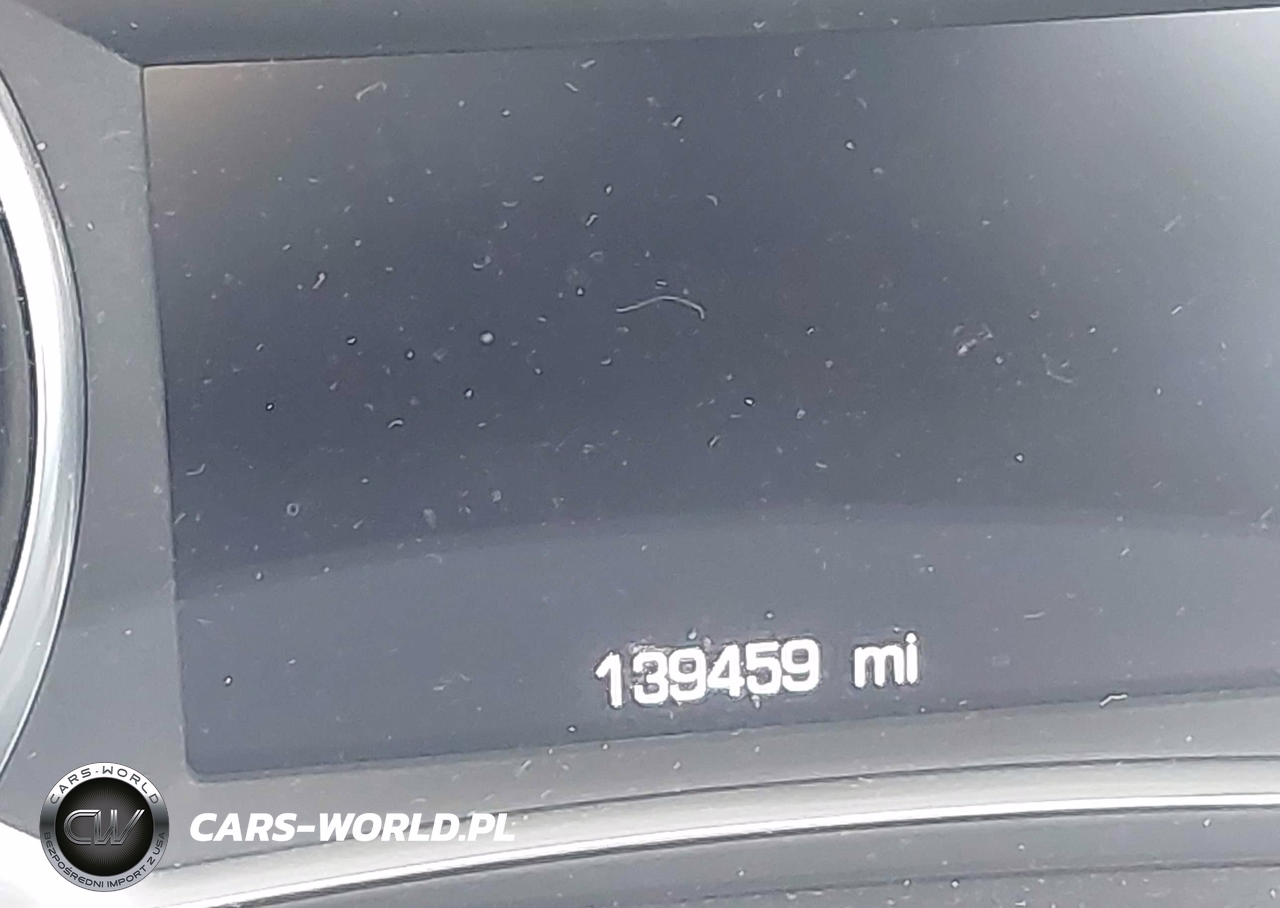 139459 mi
CARS-WORLD
CW
BEZPOŚREDNI IMPORT Z USA
CARS-WORLD.PL